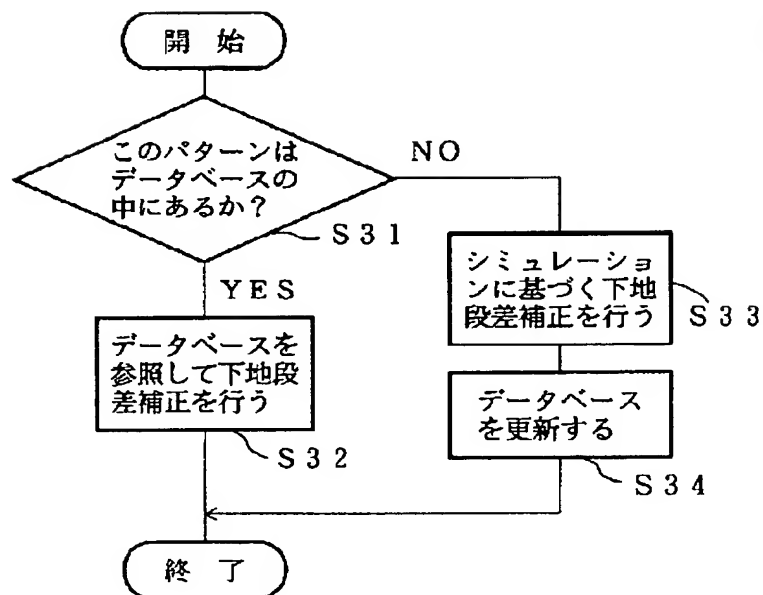 開 始
このパターンは
データベースの
中にあるか?
NO
S31
YES
シミュレーショ
ンに基づく下地
段差補正を行う
S33
データベースを
参照して下地段
差補正を行う
S32
データベース
を更新する
S34
終 了